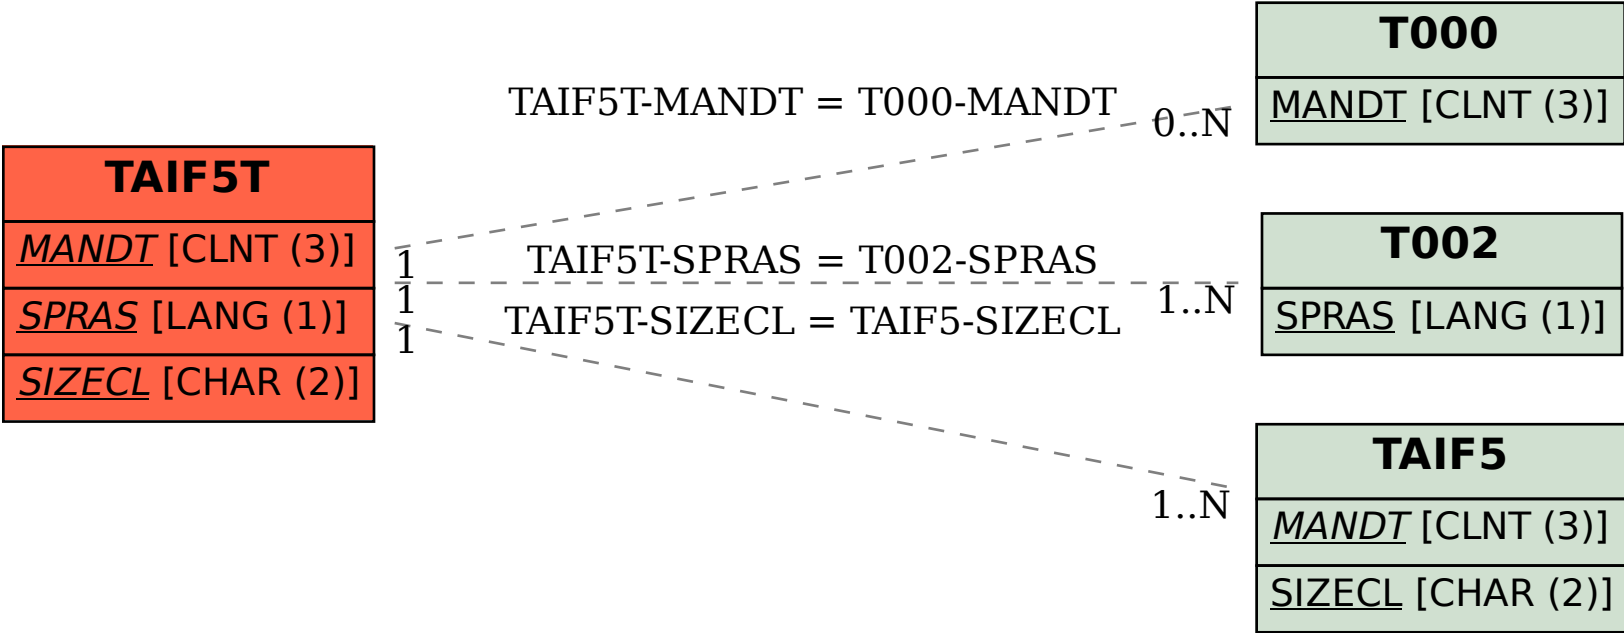 TAIF5T
MANDT [CLNT (3)]
SPRAS [LANG (1)]
SIZECL [CHAR (2)]
TAIF5T-MANDT = T000-MANDT
0..N
1
TAIF5T-SPRAS = T002-SPRAS
1
1..N
TAIF5T-SIZECL = TAIF5-SIZECL
1
1..N
T000
MANDT [CLNT (3)]
T002
SPRAS [LANG (1)]
TAIF5
MANDT [CLNT (3)]
SIZECL [CHAR (2)]